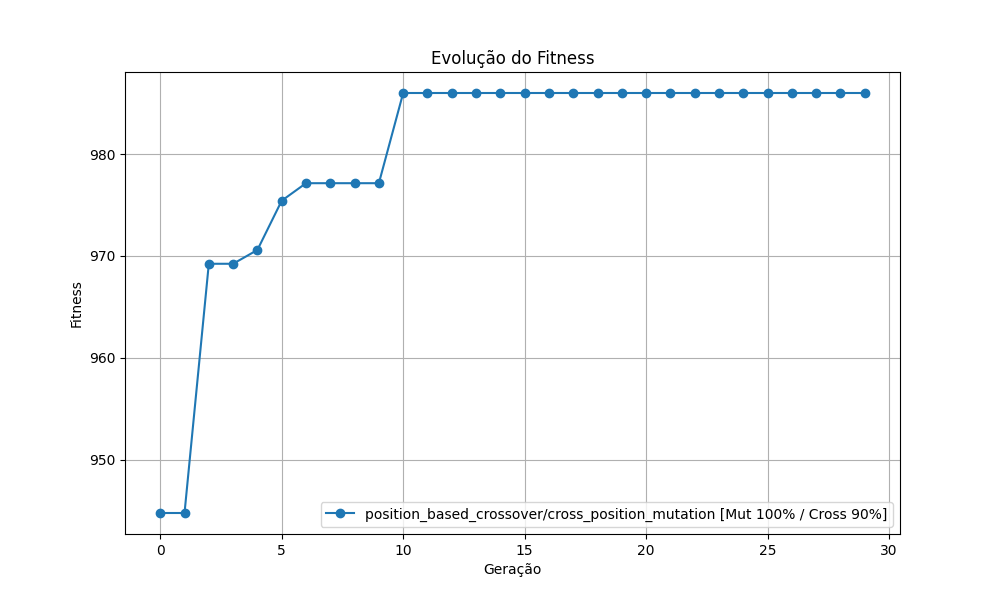 Evolução do Fitness
Fitness
980
970
960
950
0 5 10 15 20 25 30
Geração
position_based_crossover/cross_position_mutation [Mut 100% / Cross 90%]